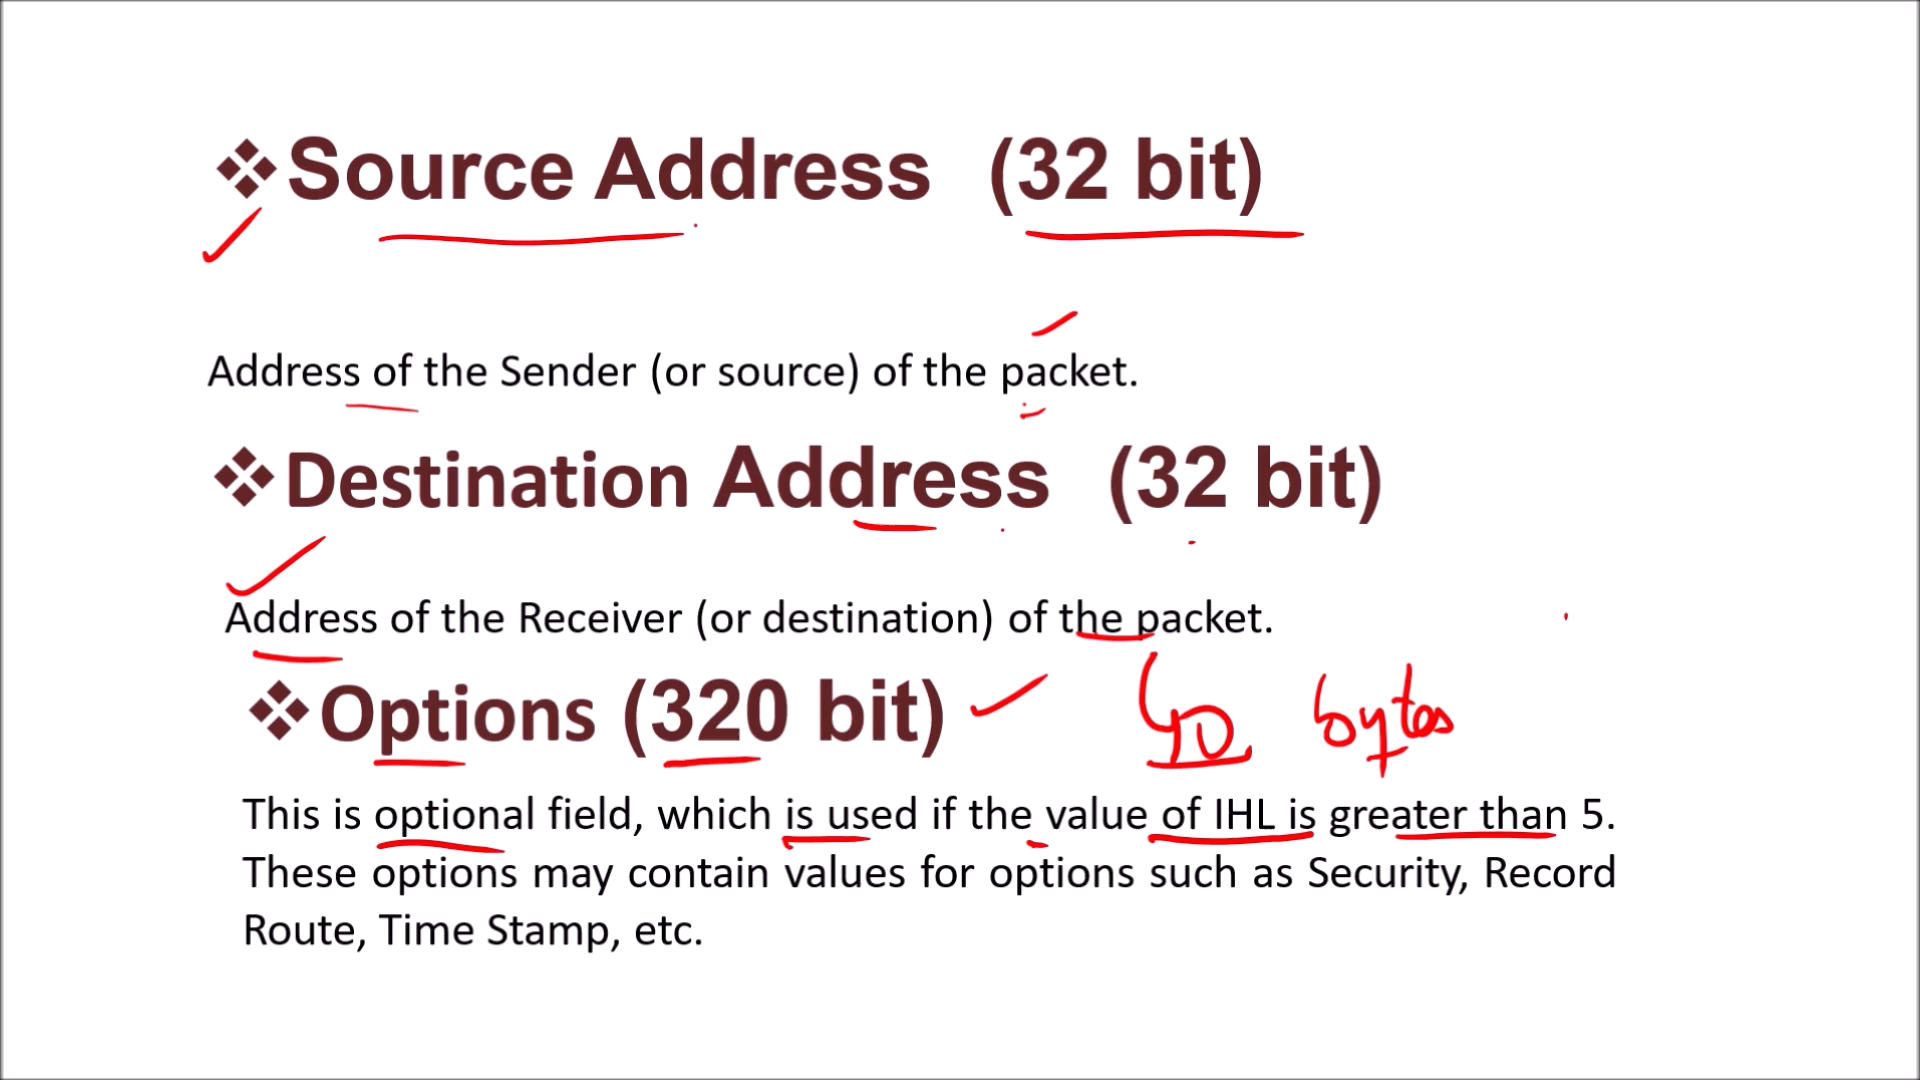 ❖Source Address (32 bit)
Address of the Sender (or source) of the packet.
❖Destination Address (32 bit)
Address of the Receiver (or destination) of the packet.
❖Options (320 bit)
40 bytes
This is optional field, which is used if the value of IHL is greater than 5.
These options may contain values for options such as Security, Record
Route, Time Stamp, etc.